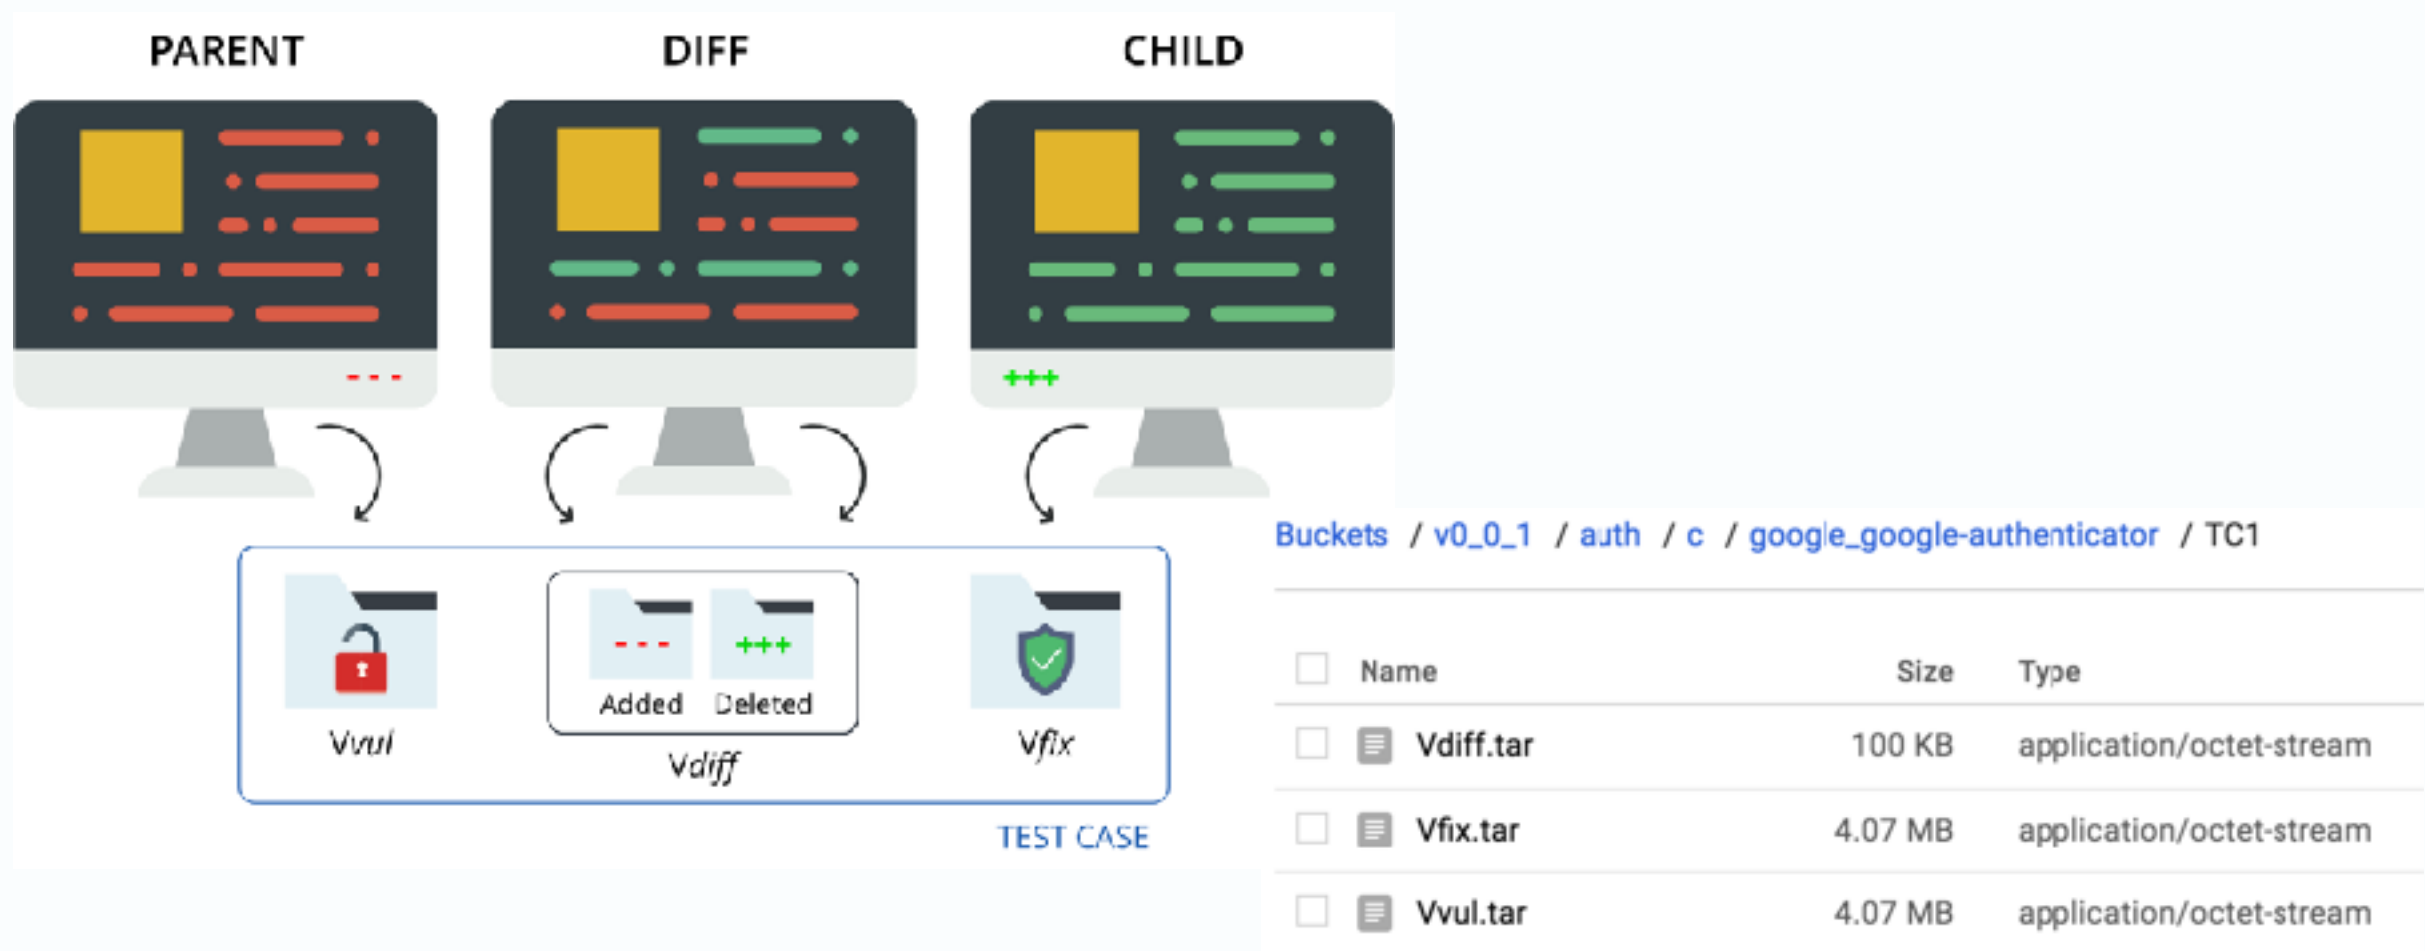 PARENT DIFF CHILD
- - -
+++
- - - +++
Added Deleted
Vvul Vdiff Vfix
TEST CASE
Buckets / v0_0_1 / auth / c / google_google-authenticator / TC1
Name Size Type
Vdiff.tar 100 KB application/octet-stream
Vfix.tar 4.07 MB application/octet-stream
Vvul.tar 4.07 MB application/octet-stream